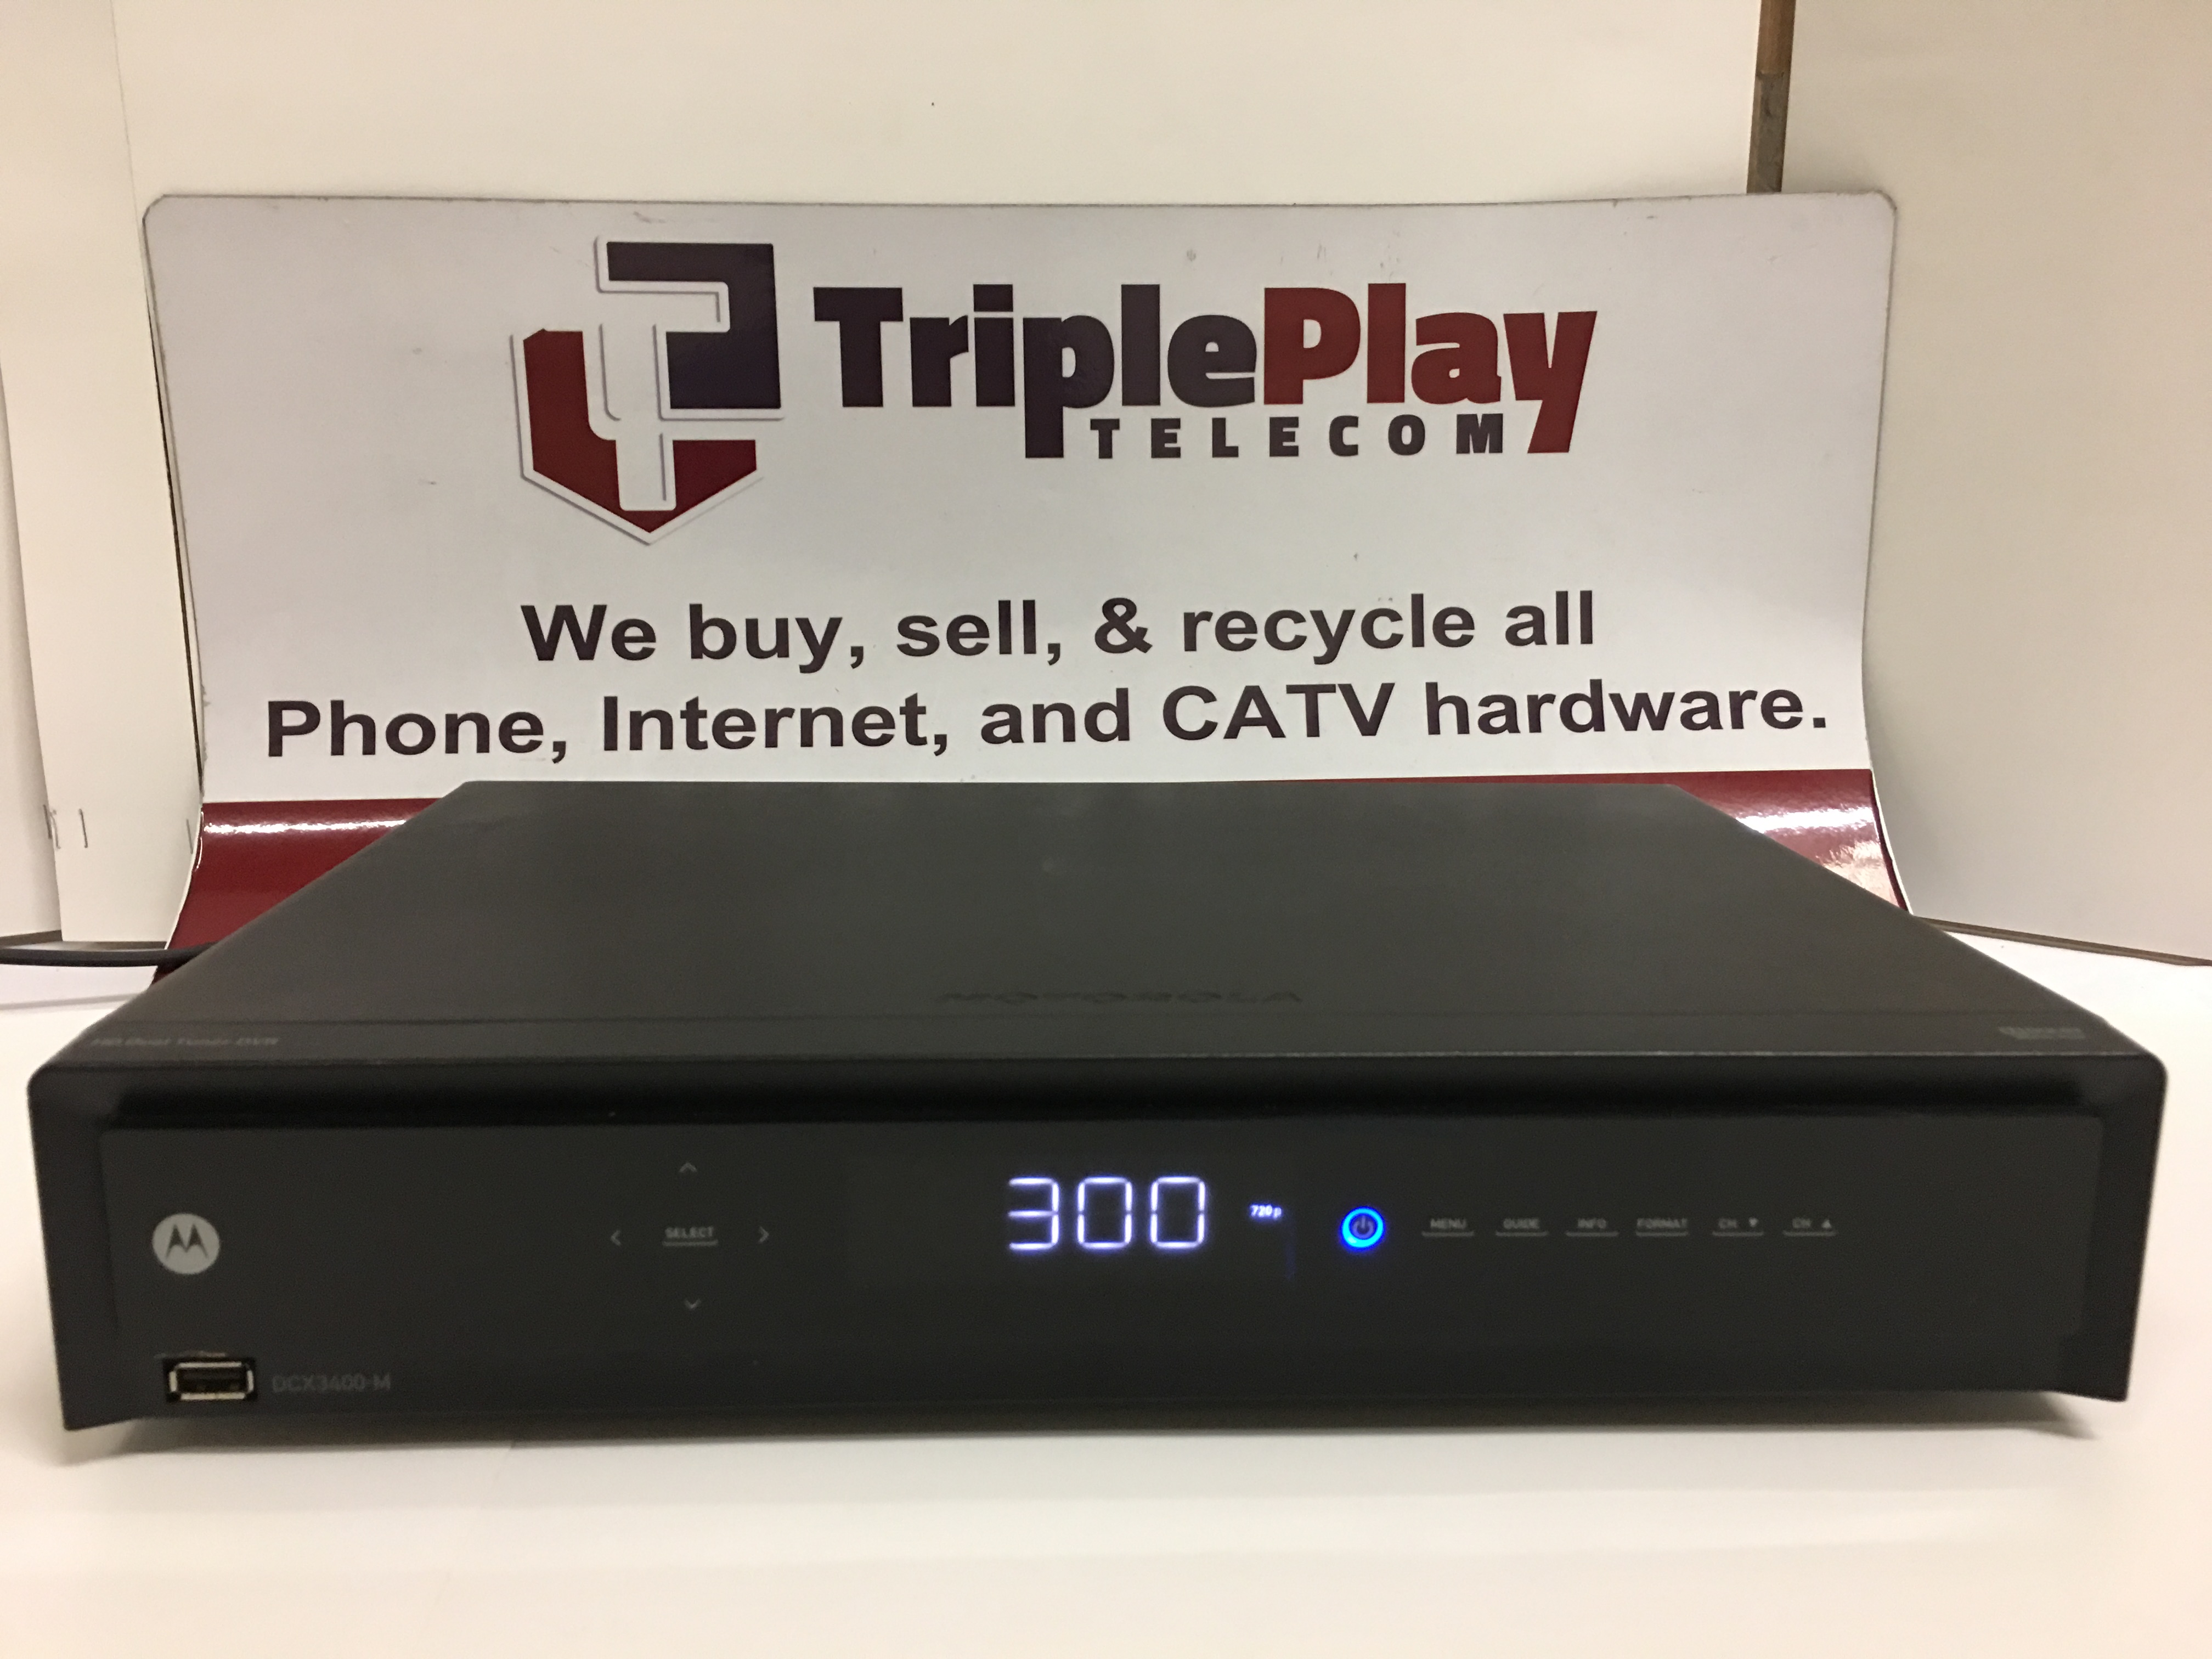 TriplePlay
TELECOM
We buy, sell, & recycle all
Phone, Internet, and CATV hardware.
MOTOROLA
HD Dual Tuner DVR
SELECT
300
720p
MENU GUIDE INFO FORMAT CH ▼ CH ▲
DCX3400-M